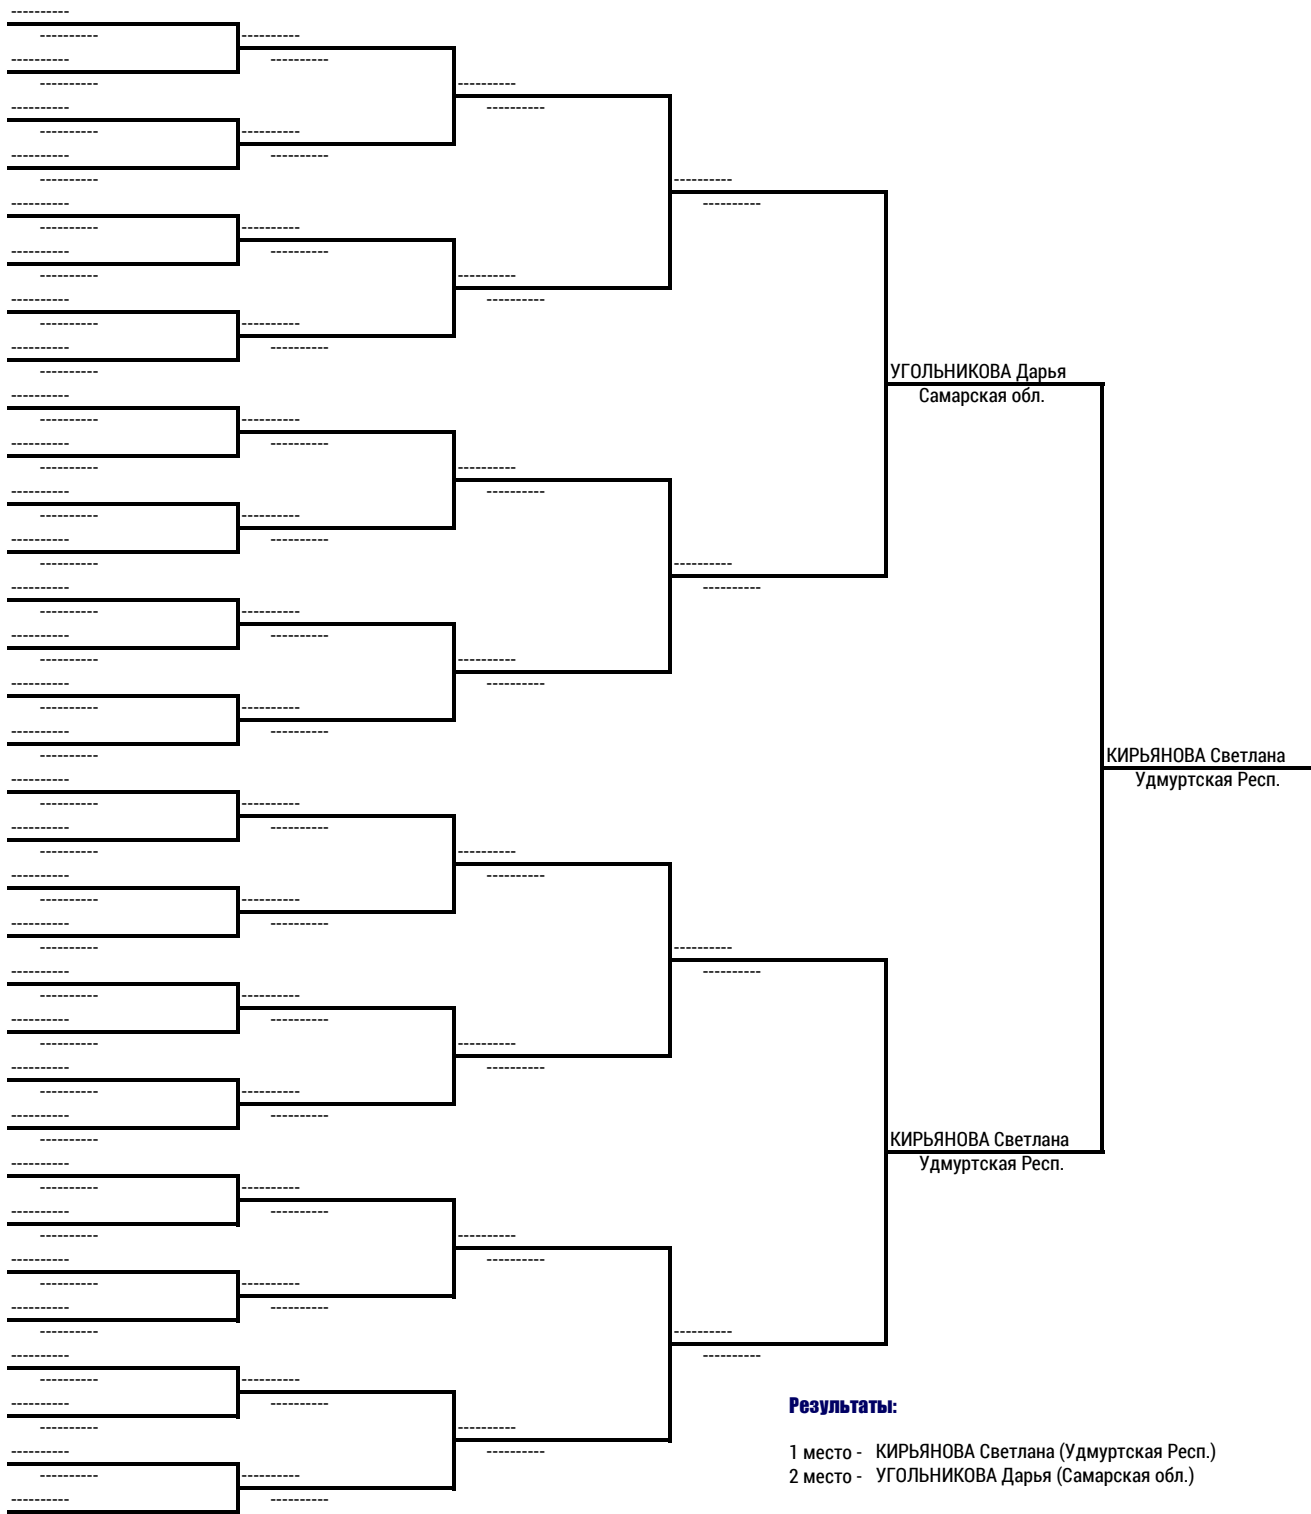 УГОЛЬНИКОВА Дарья
Самарская обл.
КИРЬЯНОВА Светлана
Удмуртская Респ.
КИРЬЯНОВА Светлана
Удмуртская Респ.
Результаты:
1 место - КИРЬЯНОВА Светлана (Удмуртская Респ.)
2 место - УГОЛЬНИКОВА Дарья (Самарская обл.)